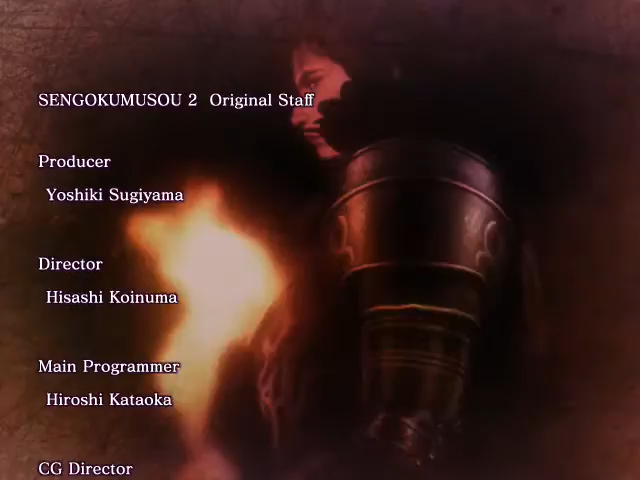 SENGOKUMUSOU 2 Original Staff
Producer
Yoshiki Sugiyama
Director
Hisashi Koinuma
Main Programmer
Hiroshi Kataoka
CG Director